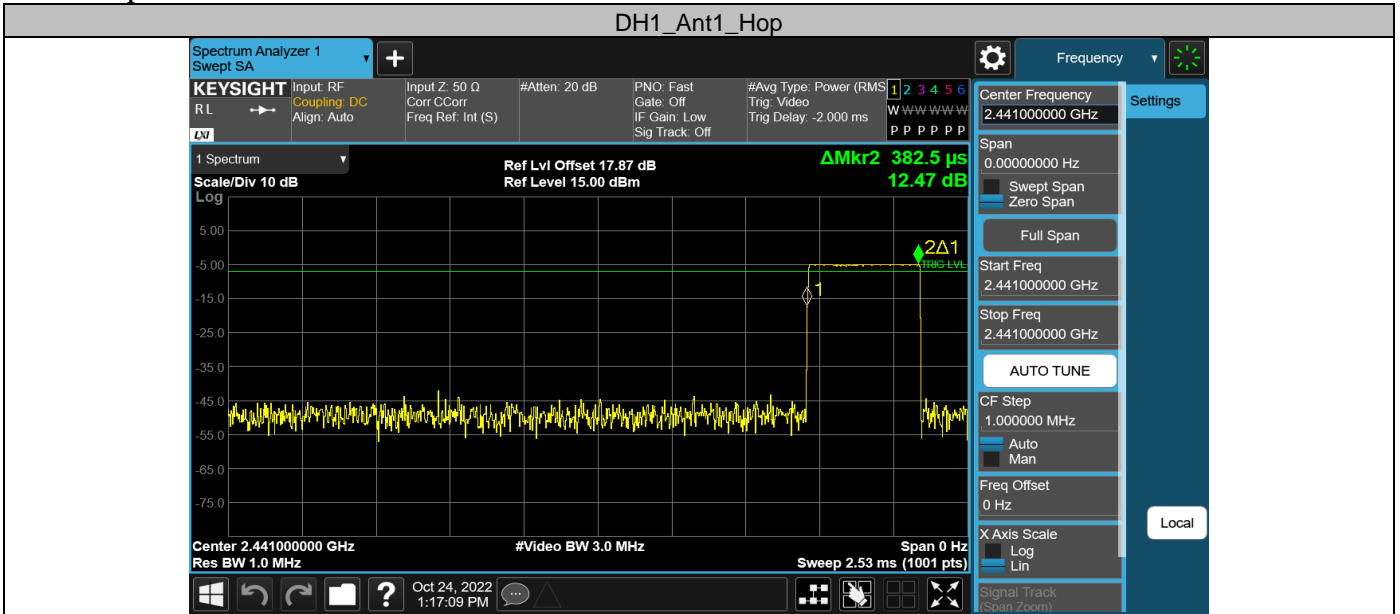 DH1_Ant1_Hop
Spectrum Analyzer 1
Swept SA
+
Frequency
KEYSIGHT
RL
LXI
Input: RF
Coupling: DC
Align: Auto
Input Z: 50 Ω
Corr CCorr
Freq Ref: Int (S)
#Atten: 20 dB
PNO: Fast
Gate: Off
IF Gain: Low
Sig Track: Off
#Avg Type: Power (RMS
Trig: Video
Trig Delay: -2.000 ms
1 2 3 4 5 6
W W W W W W
P P P P P P
1 Spectrum
Scale/Div 10 dB
Ref Lvl Offset 17.87 dB
Ref Level 15.00 dBm
ΔMkr2 382.5 µs
12.47 dB
Log
5.00
-5.00
-15.0
-25.0
-35.0
-45.0
-55.0
-65.0
-75.0
2Δ1
TRIG LVL
1
Center 2.441000000 GHz
Res BW 1.0 MHz
#Video BW 3.0 MHz
Span 0 Hz
Sweep 2.53 ms (1001 pts)
Center Frequency
2.441000000 GHz
Span
0.00000000 Hz
Swept Span
Zero Span
Full Span
Start Freq
2.441000000 GHz
Stop Freq
2.441000000 GHz
AUTO TUNE
CF Step
1.000000 MHz
Auto
Man
Freq Offset
0 Hz
X Axis Scale
Log
Lin
Signal Track
(Span Zoom)
Settings
Local
?
Oct 24, 2022
1:17:09 PM